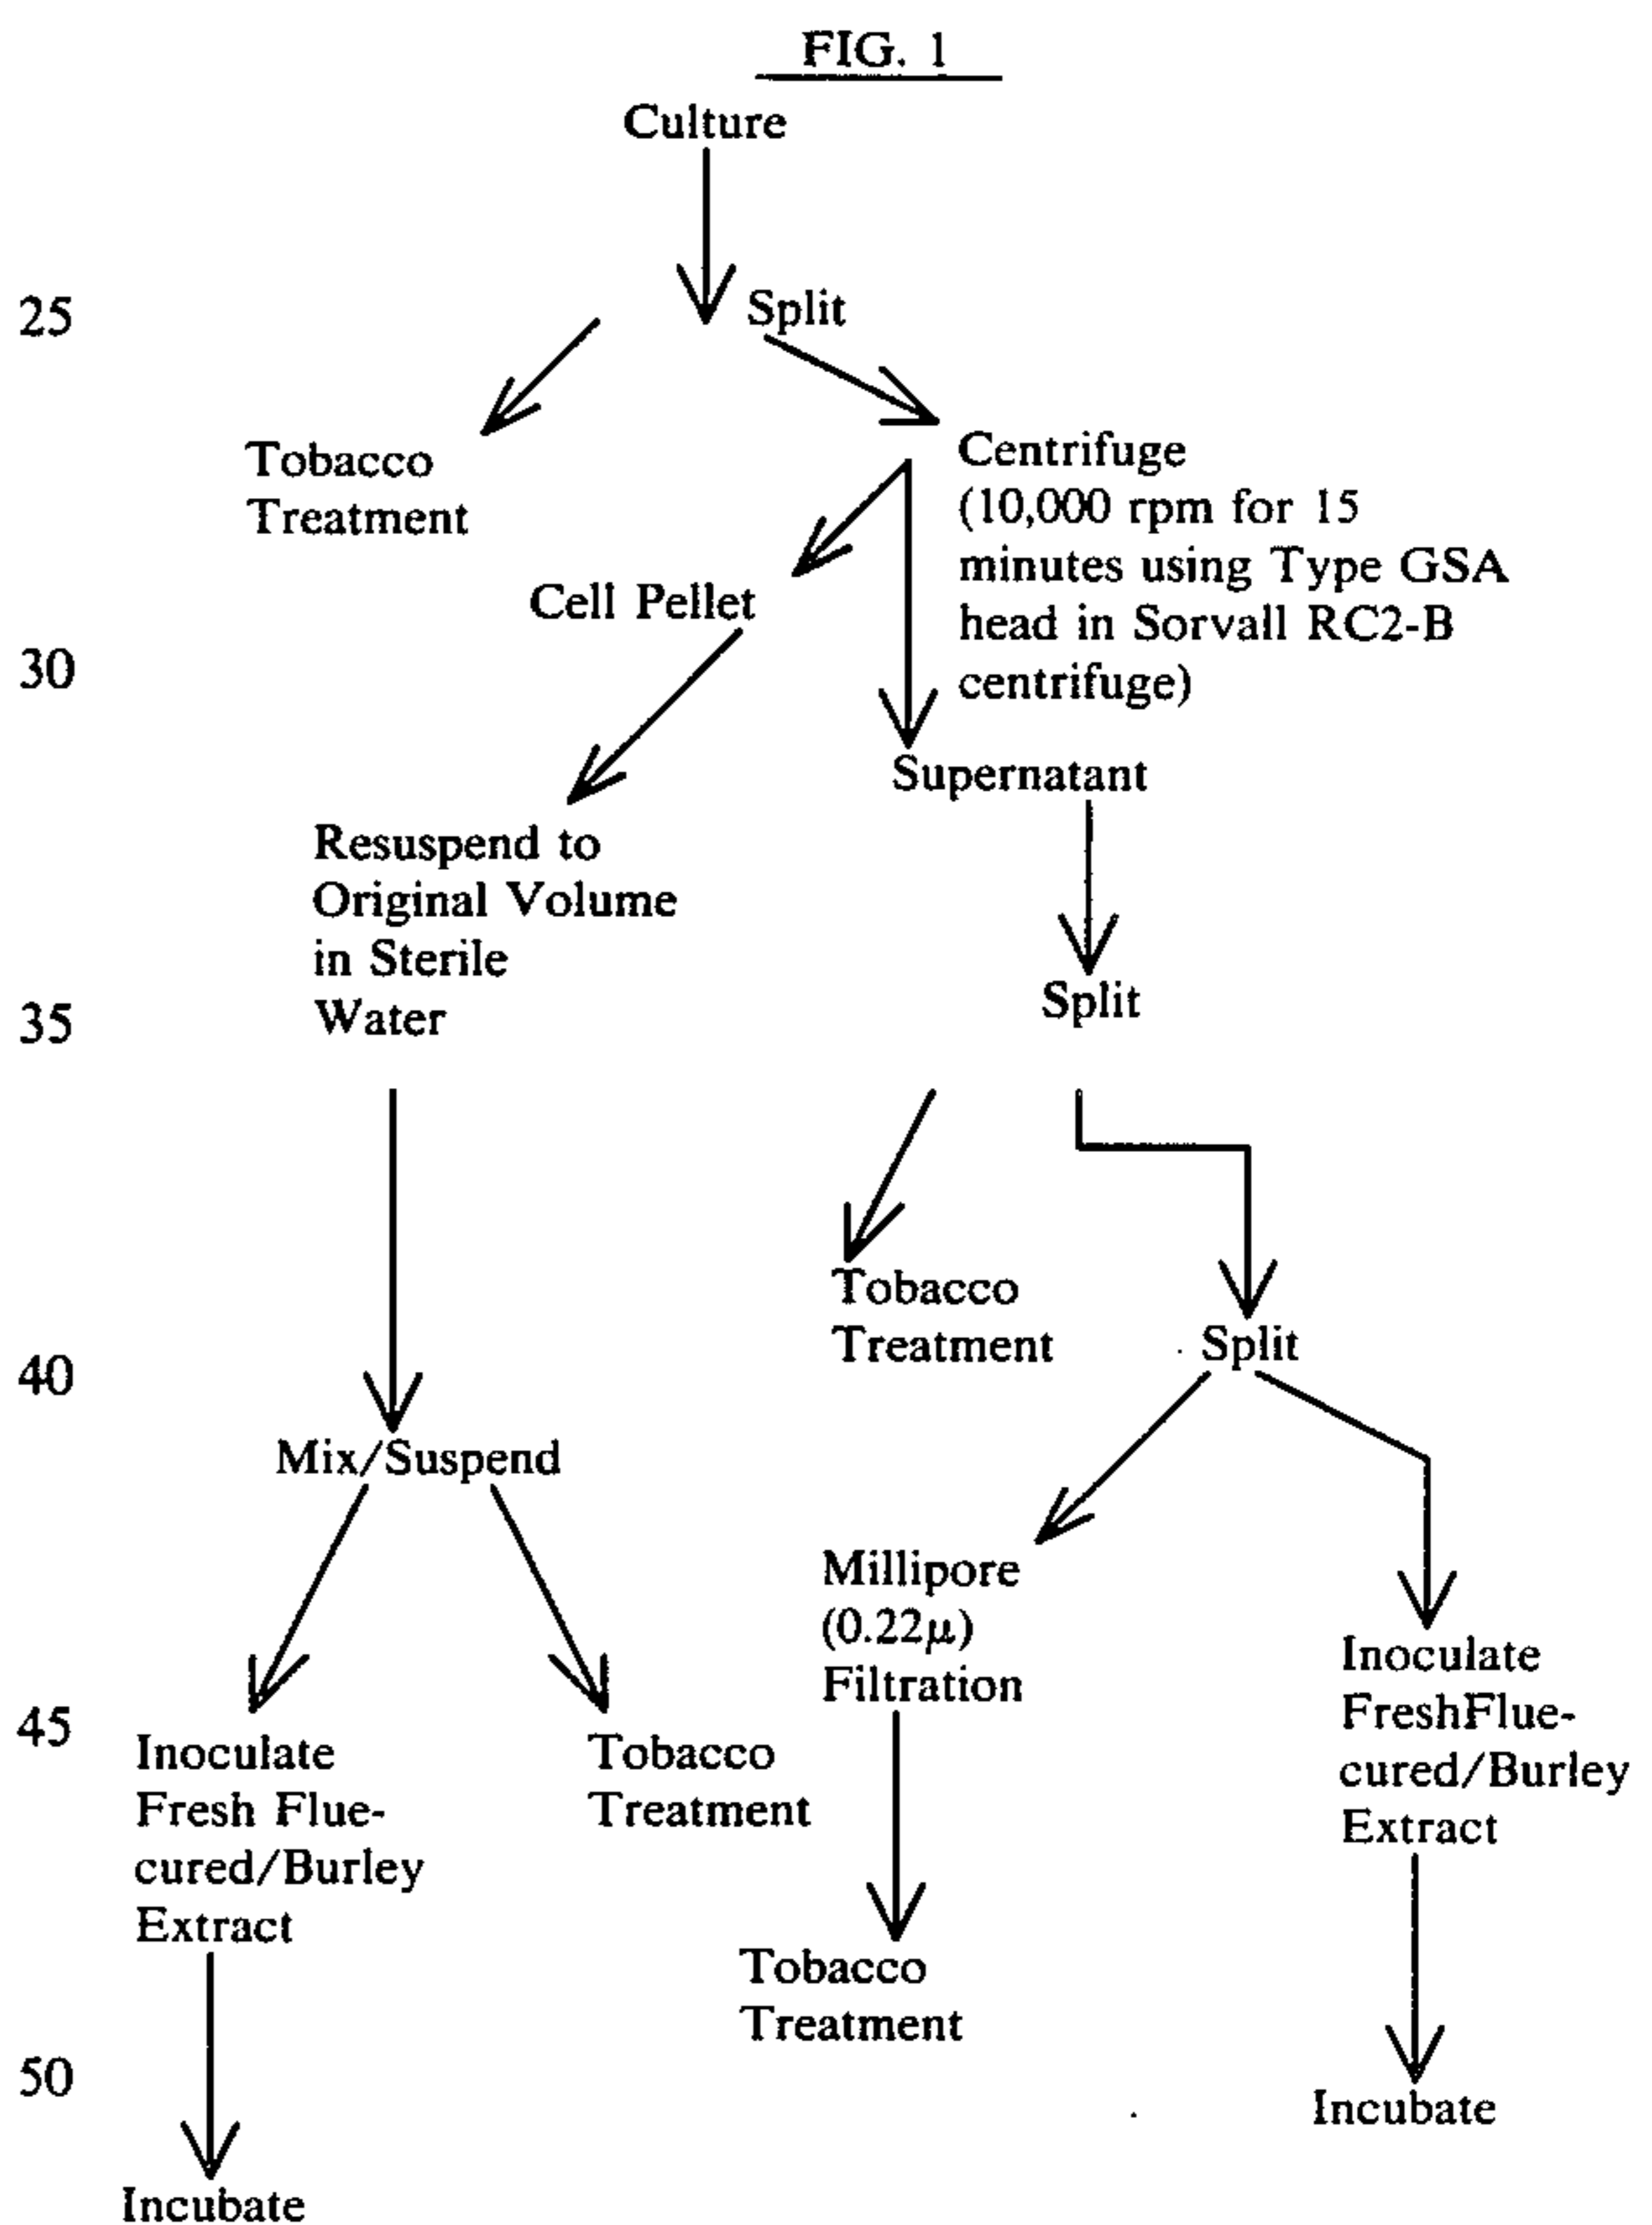 FIG. 1
Culture
25
Split
Tobacco
Treatment
Centrifuge
(10,000 rpm for 15
minutes using Type GSA
head in Sorvall RC2-B
centrifuge)
Cell Pellet
30
Supernatant
Resuspend to
Original Volume
in Sterile
Water
35
Split
Tobacco
Treatment
Split
40
Mix/Suspend
Millipore
(0.22μ)
Filtration
Inoculate
FreshFlue-
cured/Burley
Extract
45
Inoculate
Fresh Flue-
cured/Burley
Extract
Tobacco
Treatment
Tobacco
Treatment
50
Incubate
Incubate